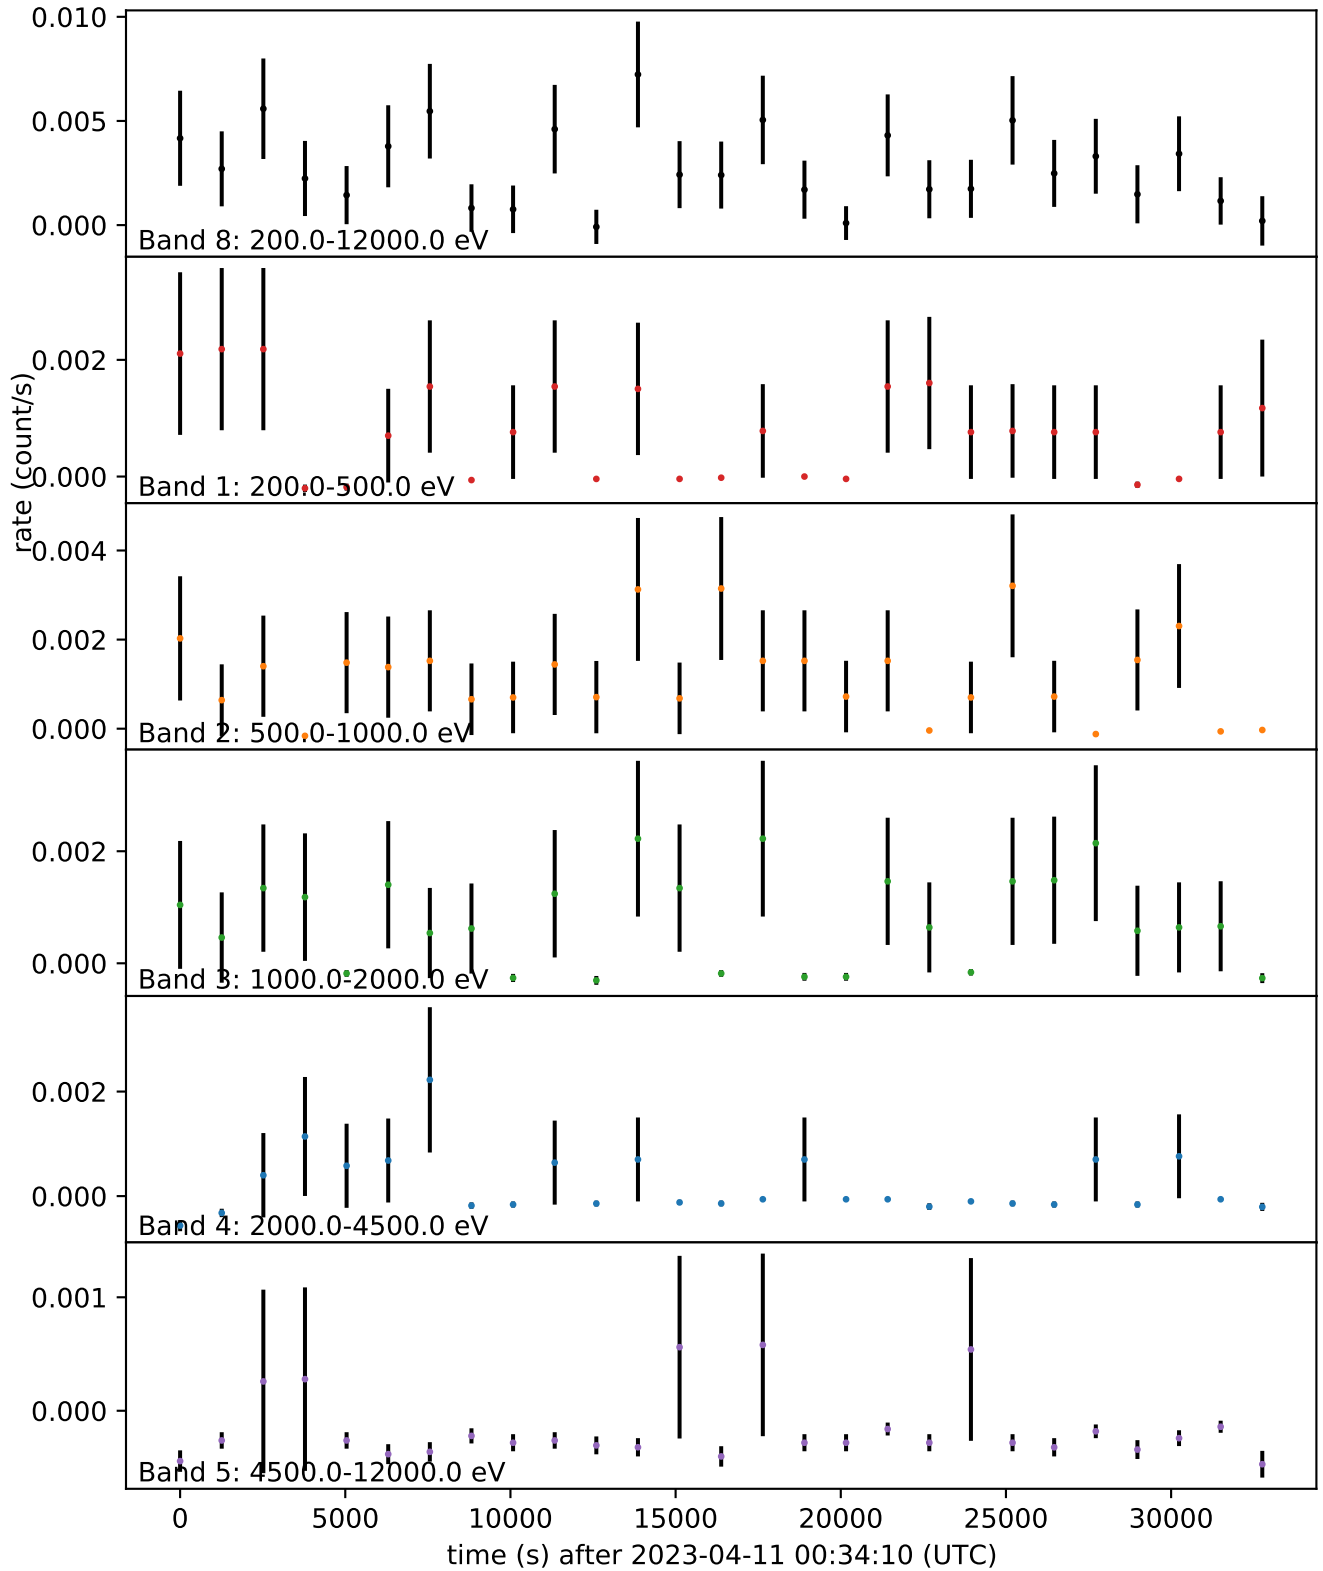 0.010
0.005
0.000
Band 8: 200.0-12000.0 eV
0.002
0.000
Band 1: 200.0-500.0 eV
rate (count/s)
0.004
0.002
0.000
Band 2: 500.0-1000.0 eV
0.002
0.000
Band 3: 1000.0-2000.0 eV
0.002
0.000
Band 4: 2000.0-4500.0 eV
0.001
0.000
Band 5: 4500.0-12000.0 eV
0 5000 10000 15000 20000 25000 30000
time (s) after 2023-04-11 00:34:10 (UTC)